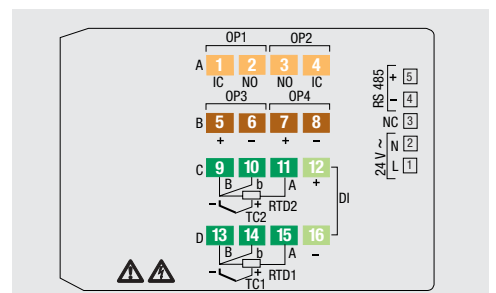 OP1 OP2
A 1 2 3 4
IC NO NO IC
OP3 OP4
B 5 6 7 8
+ − + −
C 9 10 11 12
B b A +
− + RTD2
TC2
DI
D 13 14 15 16
B b A −
− + RTD1
TC1
RS 485 + 5
− 4
NC 3
24 V ~ N 2
L 1